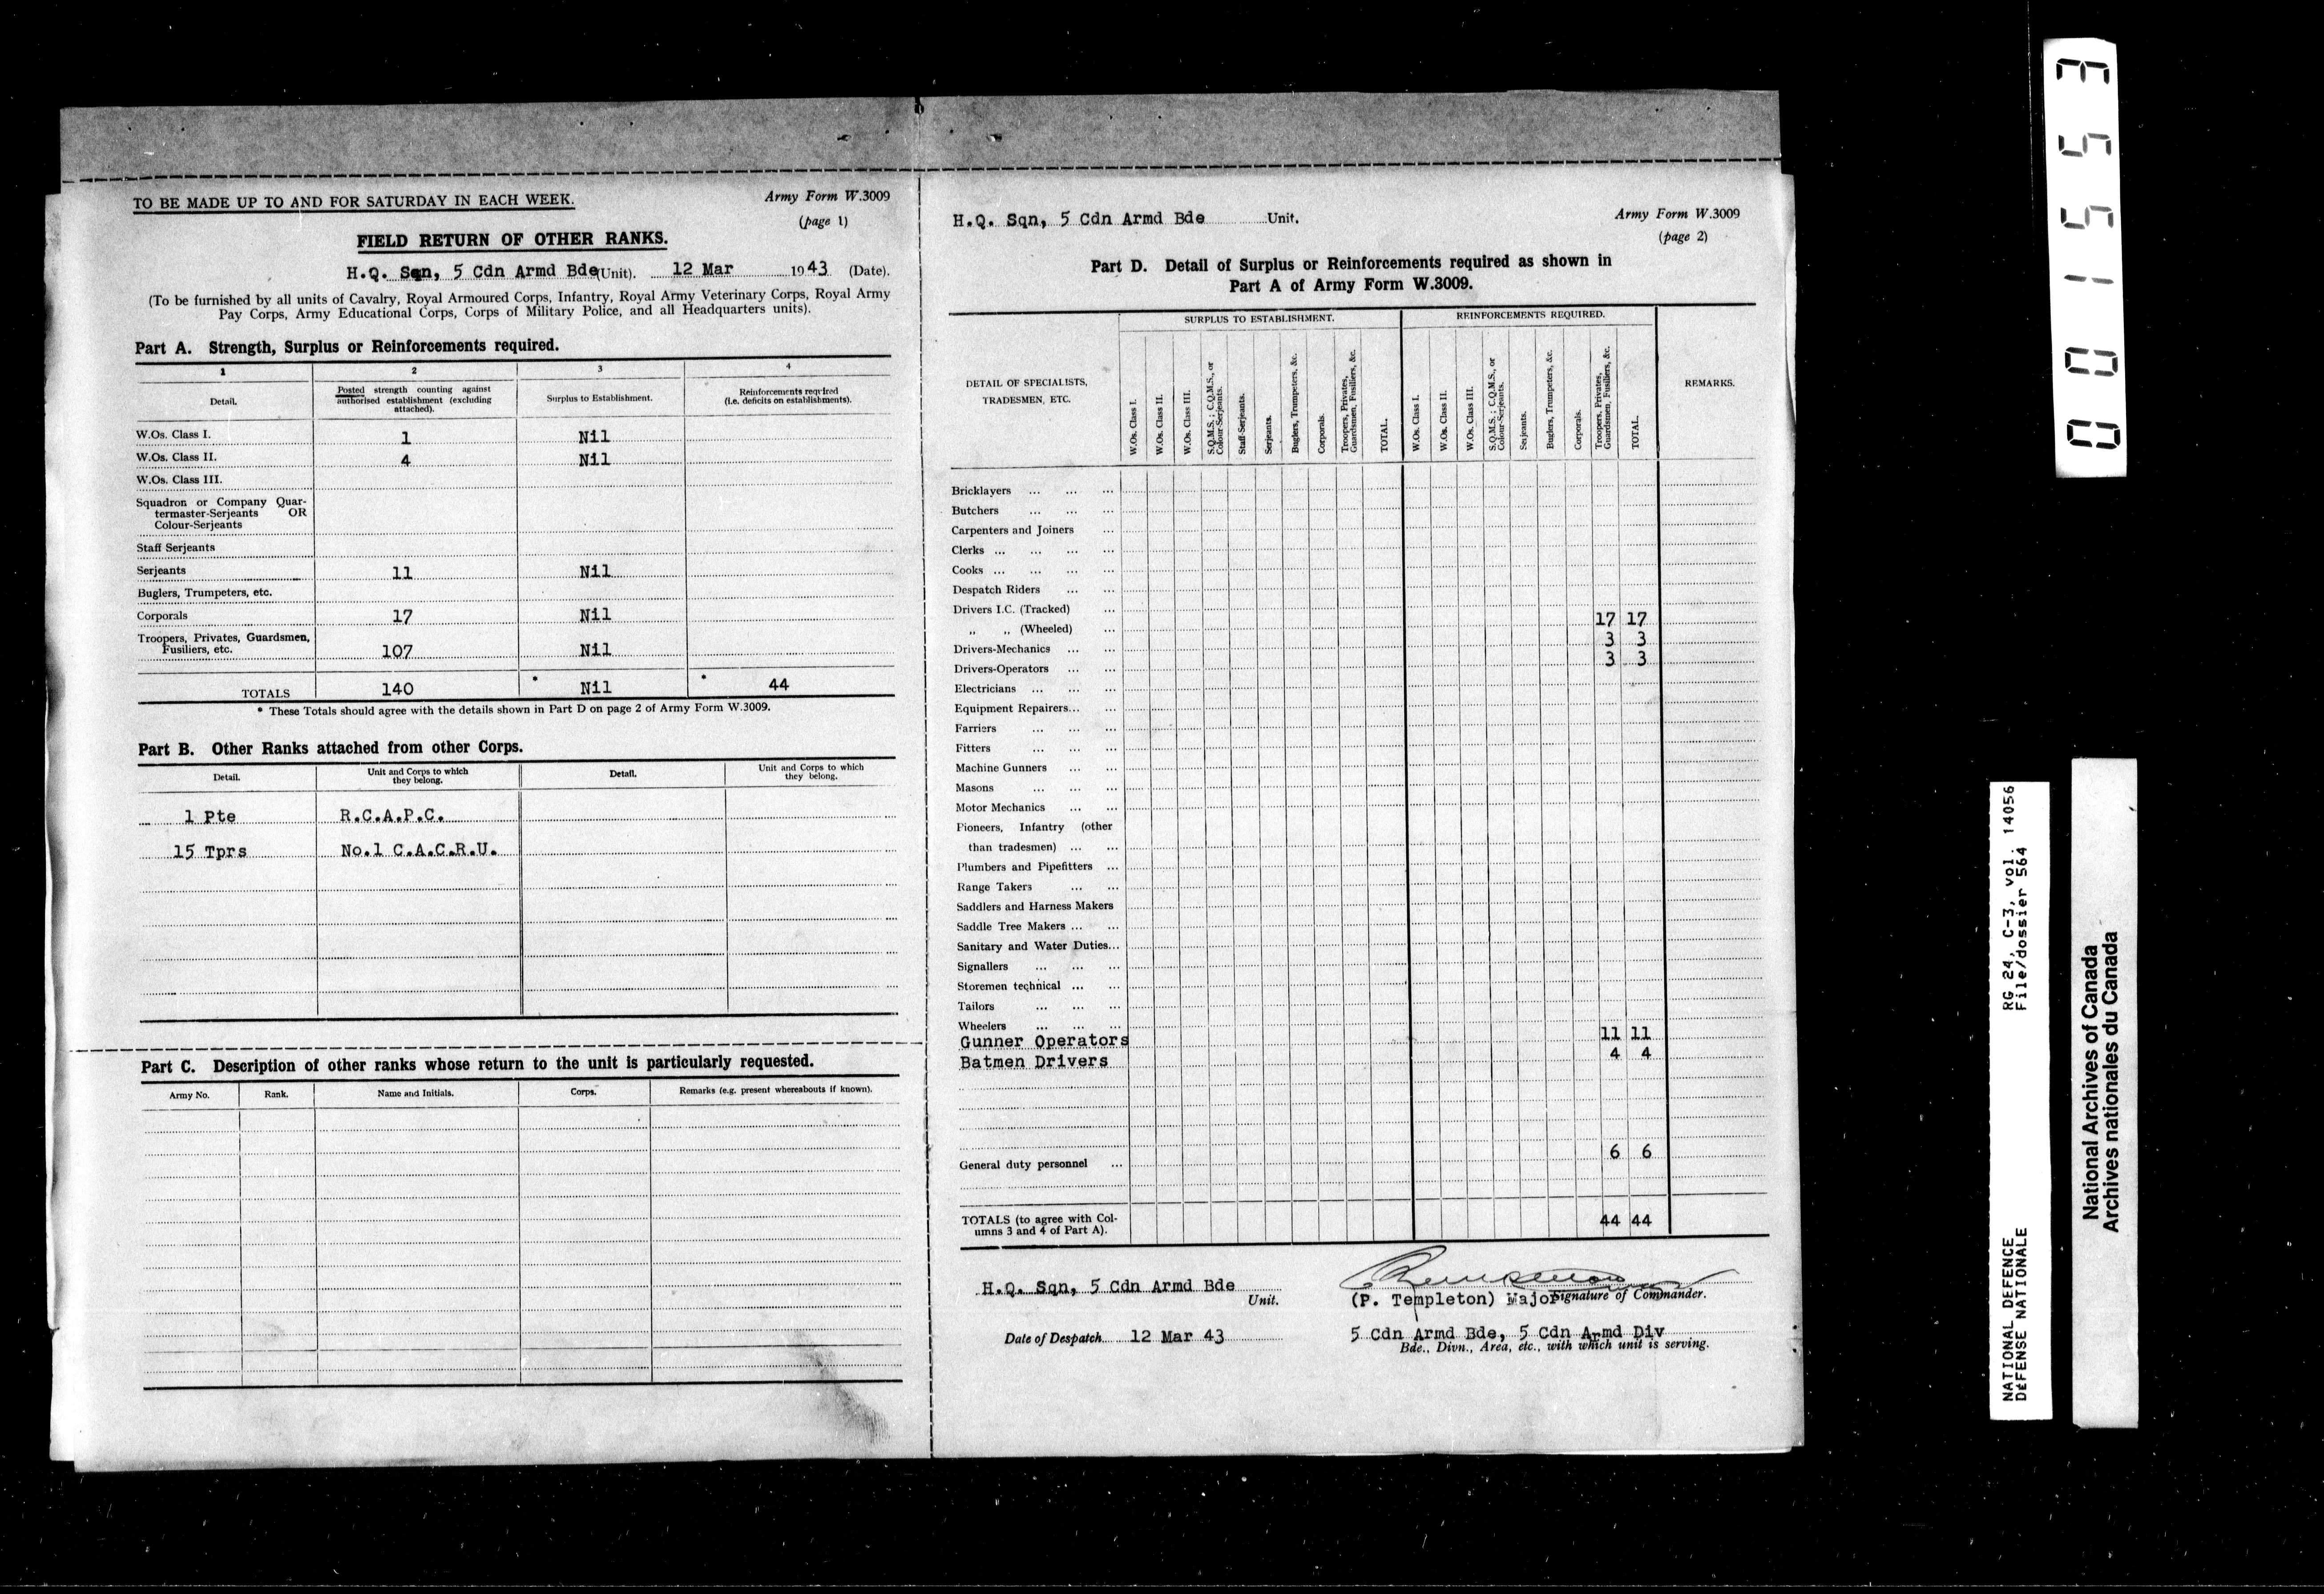 TO BE MADE UP TO AND FOR SATURDAY IN EACH WEEK.
Army Form W.3009
(page 1)
FIELD RETURN OF OTHER RANKS.
H.Q. Sqn, 5 Cdn Armd Bde (Unit). 12 Mar 1943 (Date).
(To be furnished by all units of Cavalry, Royal Armoured Corps, Infantry, Royal Army Veterinary Corps, Royal Army
Pay Corps, Army Educational Corps, Corps of Military Police, and all Headquarters units).
Part A. Strength, Surplus or Reinforcements required.
1 2 3 4
Detail.
Posted strength counting against
authorised establishment (excluding
attached).
Surplus to Establishment.
Reinforcements required
(i.e. deficits on establishments).
W.Os. Class I. 1 Nil
W.Os. Class II. 4 Nil
W.Os. Class III.
Squadron or Company Quar-
termaster-Serjeants OR
Colour-Serjeants
Staff Serjeants
Serjeants 11 Nil
Buglers, Trumpeters, etc.
Corporals 17 Nil
Troopers, Privates, Guardsmen,
Fusiliers, etc. 107 Nil
TOTALS 140 * Nil * 44
* These Totals should agree with the details shown in Part D on page 2 of Army Form W.3009.
Part B. Other Ranks attached from other Corps.
Detail.
Unit and Corps to which
they belong.
Detail.
Unit and Corps to which
they belong.
1 Pte R.C.A.P.C.
15 Tprs No.1 C.A.C.R.U.
Part C. Description of other ranks whose return to the unit is particularly requested.
Army No. Rank. Name and Initials. Corps. Remarks (e.g. present whereabouts if known).
H.Q. Sqn, 5 Cdn Armd Bde Unit.
Army Form W.3009
(page 2)
Part D. Detail of Surplus or Reinforcements required as shown in
Part A of Army Form W.3009.
DETAIL OF SPECIALISTS,
TRADESMEN, ETC.
SURPLUS TO ESTABLISHMENT.
W.Os. Class I.
W.Os. Class II.
W.Os. Class III.
S.Q.M.S.; C.Q.M.S., or
Colour-Serjeants.
Staff-Serjeants.
Serjeants.
Buglers, Trumpeters, &c.
Corporals.
Troopers, Privates,
Guardsmen, Fusiliers, &c.
TOTAL.
REINFORCEMENTS REQUIRED.
W.Os. Class I.
W.Os. Class II.
W.Os. Class III.
S.Q.M.S.; C.Q.M.S., or
Colour-Serjeants.
Serjeants.
Buglers, Trumpeters, &c.
Corporals.
Troopers, Privates,
Guardsmen, Fusiliers, &c.
TOTAL.
REMARKS.
Bricklayers ... ... ...
Butchers ... ... ...
Carpenters and Joiners ...
Clerks ... ... ... ...
Cooks ... ... ... ...
Despatch Riders ... ...
Drivers I.C. (Tracked) ...
17 17
„ „ (Wheeled) ...
3 3
Drivers-Mechanics ... ...
3 3
Drivers-Operators ... ...
Electricians ... ... ...
Equipment Repairers... ...
Farriers ... ... ...
Fitters ... ... ...
Machine Gunners ... ...
Masons ... ... ...
Motor Mechanics ... ...
Pioneers, Infantry (other
than tradesmen) ... ...
Plumbers and Pipefitters ...
Range Takers ... ...
Saddlers and Harness Makers
Saddle Tree Makers ... ...
Sanitary and Water Duties...
Signallers ... ... ...
Storemen technical ... ...
Tailors ... ... ...
Wheelers ... ... ...
Gunner Operators 11 11
Batmen Drivers 4 4
General duty personnel ... 6 6
TOTALS (to agree with Col-
umns 3 and 4 of Part A). 44 44
H.Q. Sqn, 5 Cdn Armd Bde
Unit.
(P. Templeton) Major Signature of Commander.
Date of Despatch 12 Mar 43
5 Cdn Armd Bde, 5 Cdn Armd Div
Bde., Divn., Area, etc., with which unit is serving.
001553
NATIONAL DEFENCE RG 24, C-3, vol. 14056
DÉFENSE NATIONALE File/dossier 564
National Archives of Canada
Archives nationales du Canada